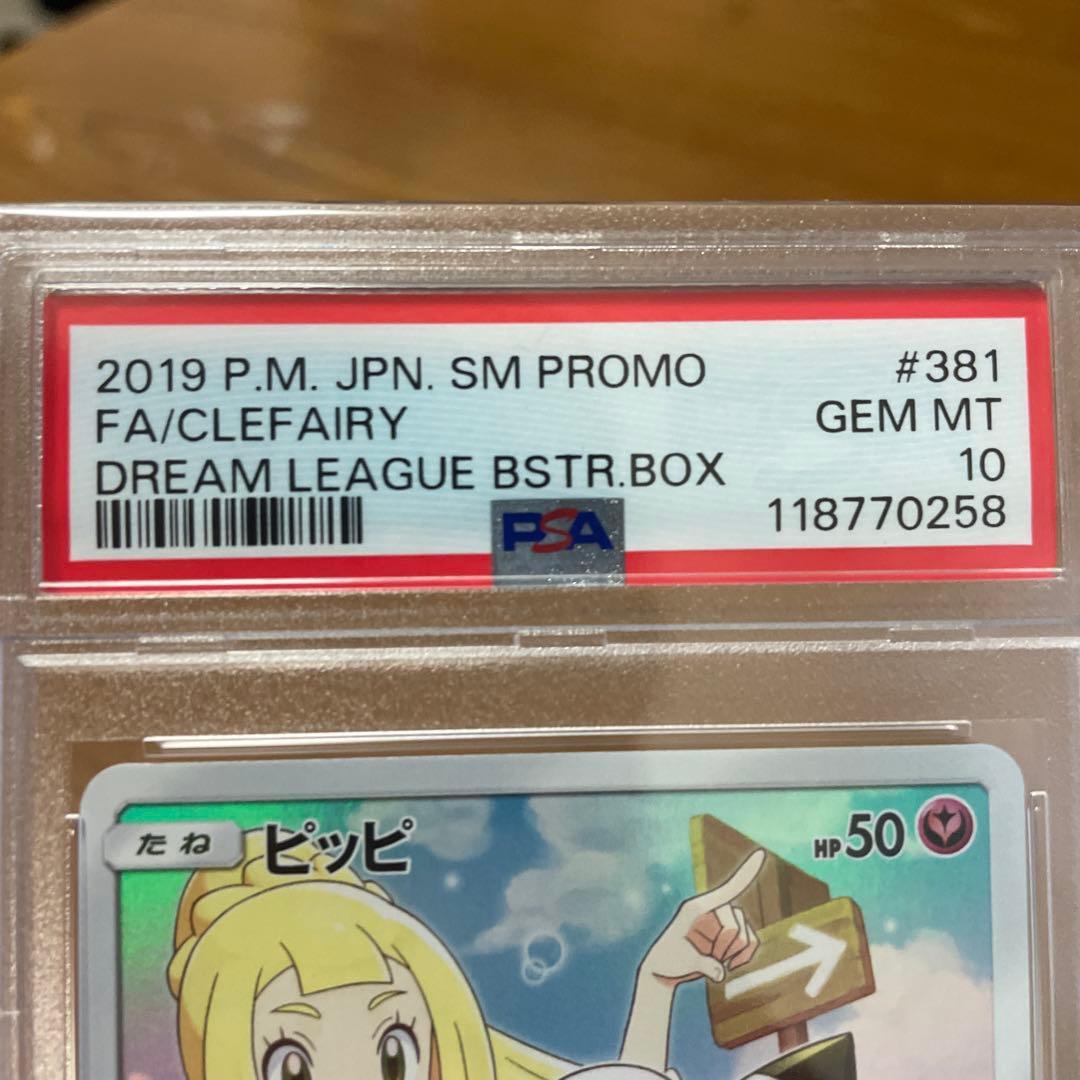 2019 P.M. JPN. SM PROMO #381
FA/CLEFAIRY GEM MT
DREAM LEAGUE BSTR.BOX 10
PSA 118770258
たね ピッピ HP50